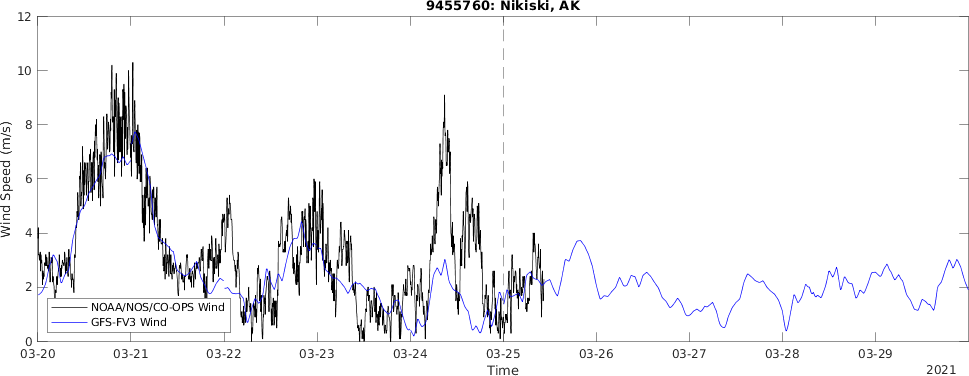 9455760: Nikiski, AK
12
10
8
6
4
2
0
Wind Speed (m/s)
NOAA/NOS/CO-OPS Wind
GFS-FV3 Wind
03-20 03-21 03-22 03-23 03-24 03-25 03-26 03-27 03-28 03-29
Time
2021